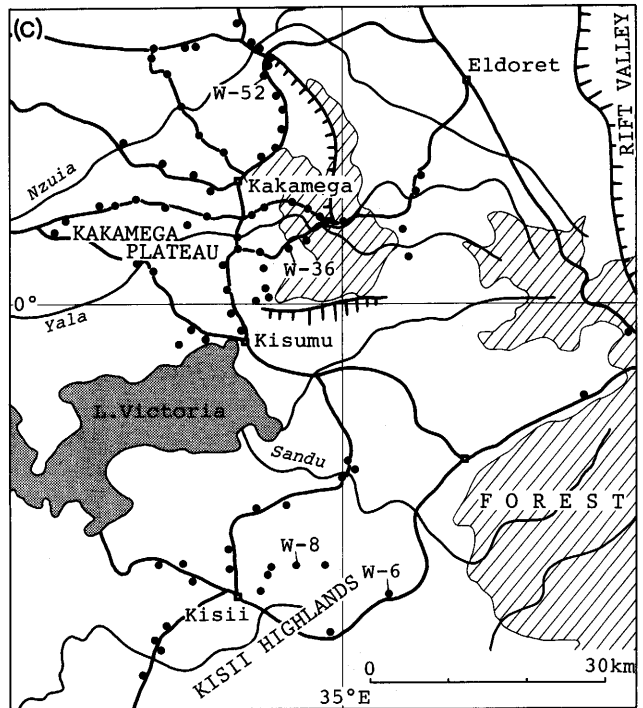 (C)
Eldoret
RIFT VALLEY
W-52
Nzuia
Kakamega
KAKAMEGA
PLATEAU
W-36
0°
Yala
Kisumu
L.Victoria
Sandu
FOREST
W-8
W-6
Kisii
KISII HIGHLANDS
0 30km
35°E